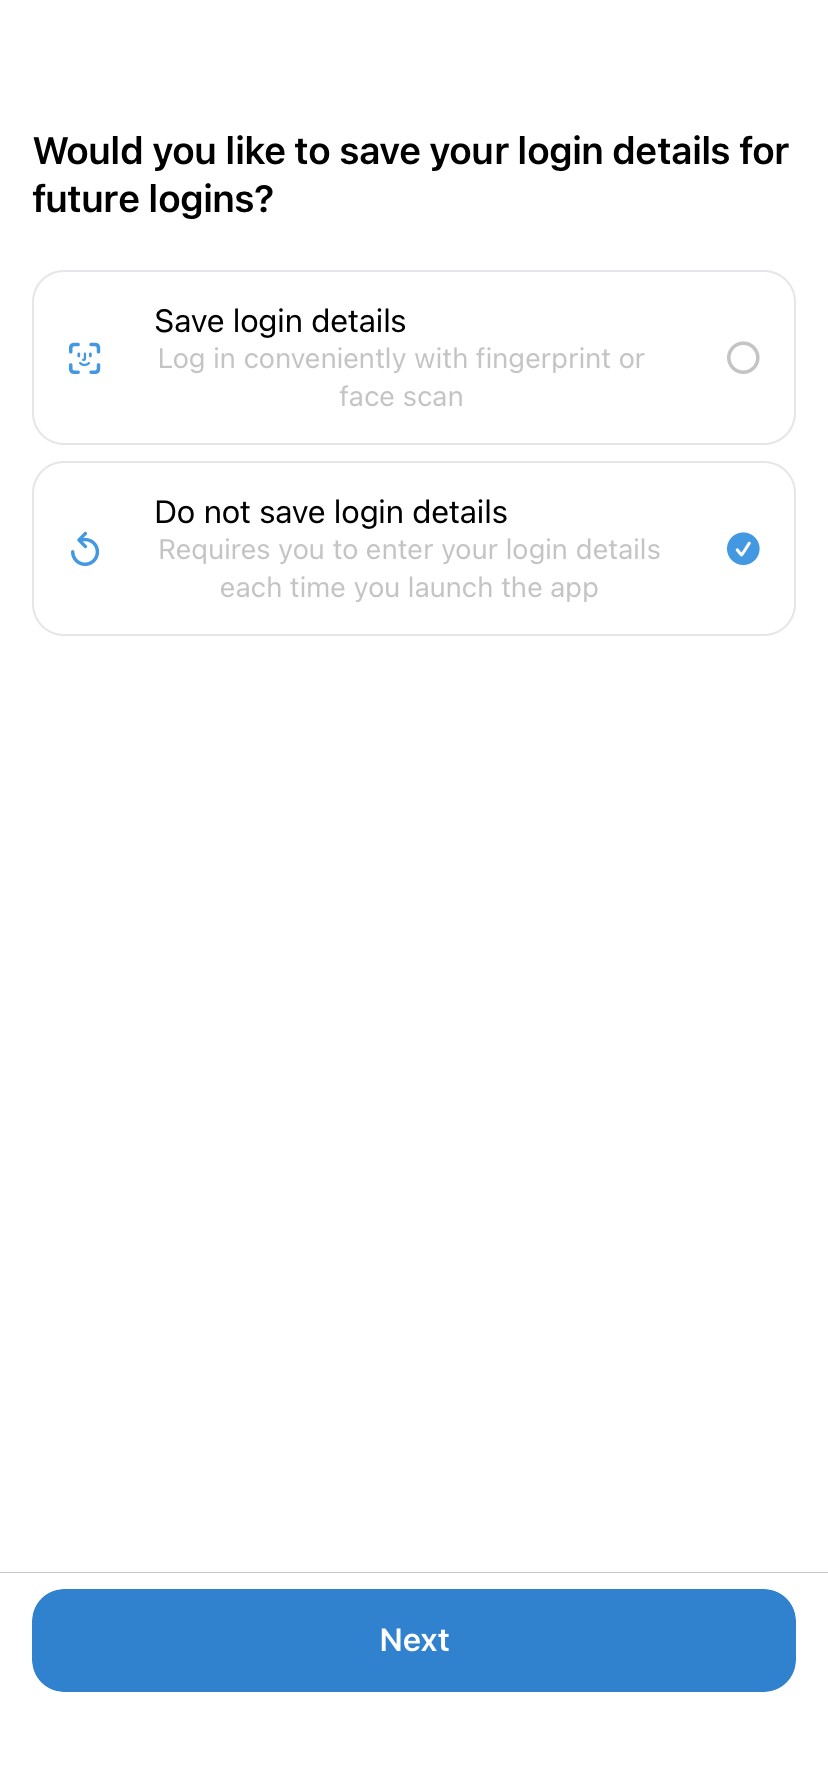 Would you like to save your login details for
future logins?
Save login details
Log in conveniently with fingerprint or
face scan
Do not save login details
Requires you to enter your login details
each time you launch the app
Next